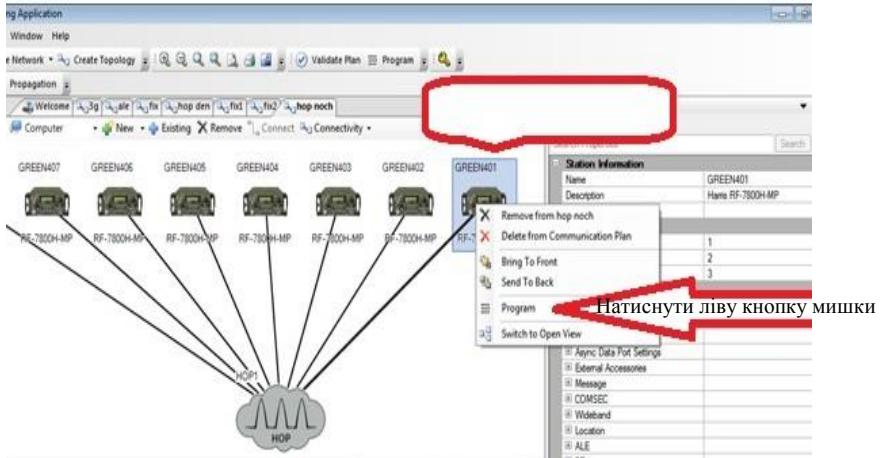 ng Application
Window Help
e Network Create Topology Validate Plan Program
Propagation
Welcome 3g ale fix hop den fix1 fix2 hop noch
Computer New Existing Remove Connect Connectivity
Search
GREEN407 GREEN406 GREEN405 GREEN404 GREEN403 GREEN402 GREEN401
RF-7800H-MP RF-7800H-MP RF-7800H-MP RF-7800H-MP RF-7800H-MP RF-7800H-MP RF-7
Remove from hop noch
Delete from Communication Plan
Bring To Front
Send To Back
Program
Switch to Open View
Натиснути ліву кнопку мишки
HOP1
HOP
Station Information
Name GREEN401
Description Harris RF-7800H-MP
1
2
3
Async Data Port Settings
External Accessories
Message
COMSEC
Wideband
Location
ALE